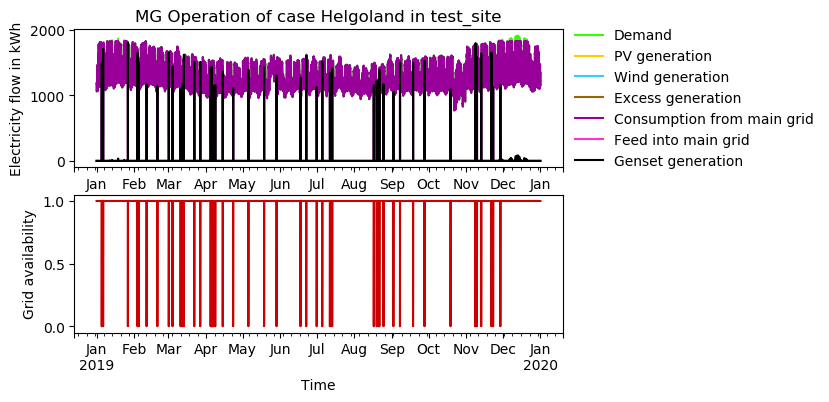 MG Operation of case Helgoland in test_site
Electricity flow in kWh
2000
1000
0
Jan Feb Mar Apr May Jun Jul Aug Sep Oct Nov Dec Jan
Demand
PV generation
Wind generation
Excess generation
Consumption from main grid
Feed into main grid
Genset generation
Grid availability
1.0
0.5
0.0
Jan Feb Mar Apr May Jun Jul Aug Sep Oct Nov Dec Jan
2019 2020
Time